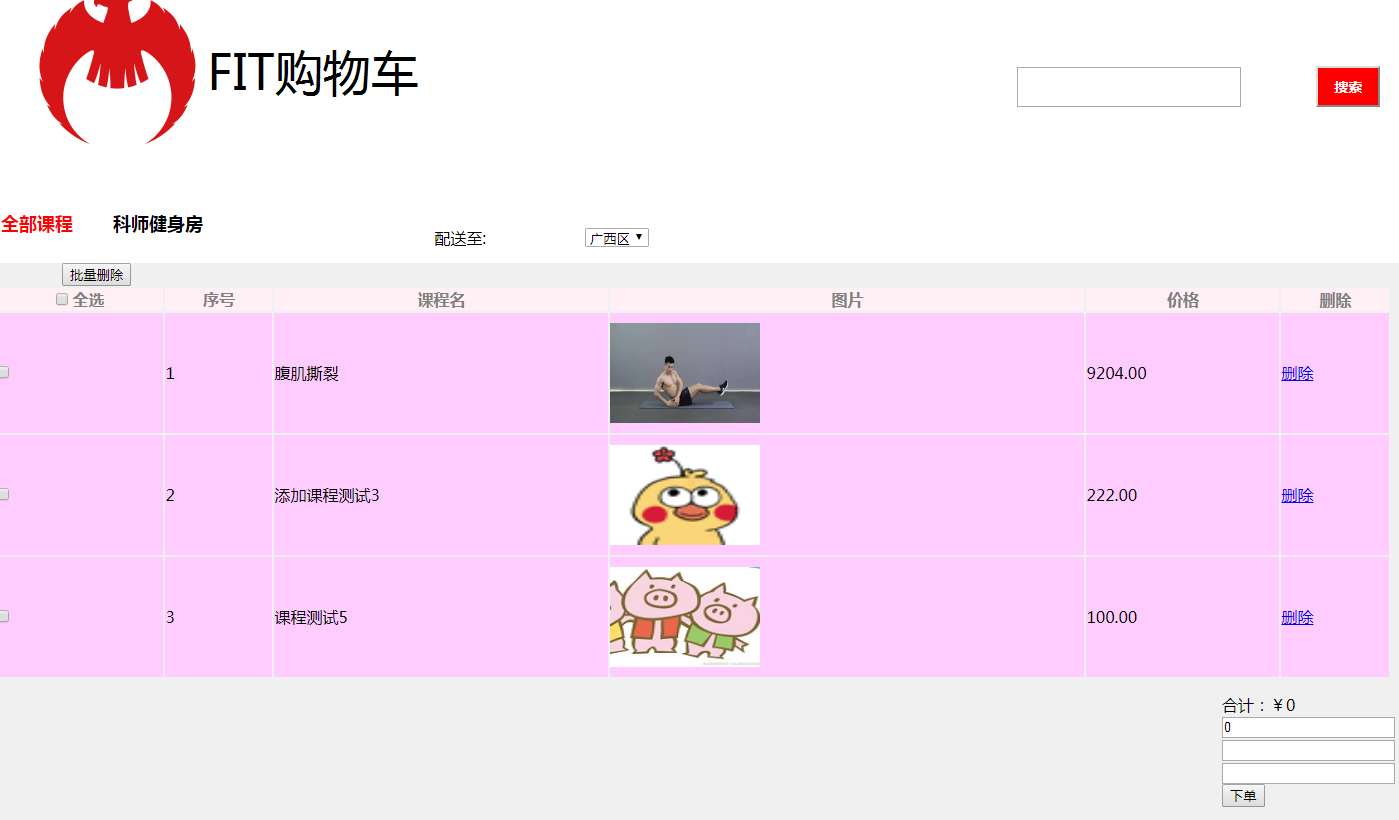 FIT购物车
搜索
全部课程 科师健身房
配送至: 广西区
批量删除
全选 序号 课程名 图片 价格 删除
1 腹肌撕裂 9204.00 删除
2 添加课程测试3 222.00 删除
3 课程测试5 100.00 删除
合计：¥0
0
下单